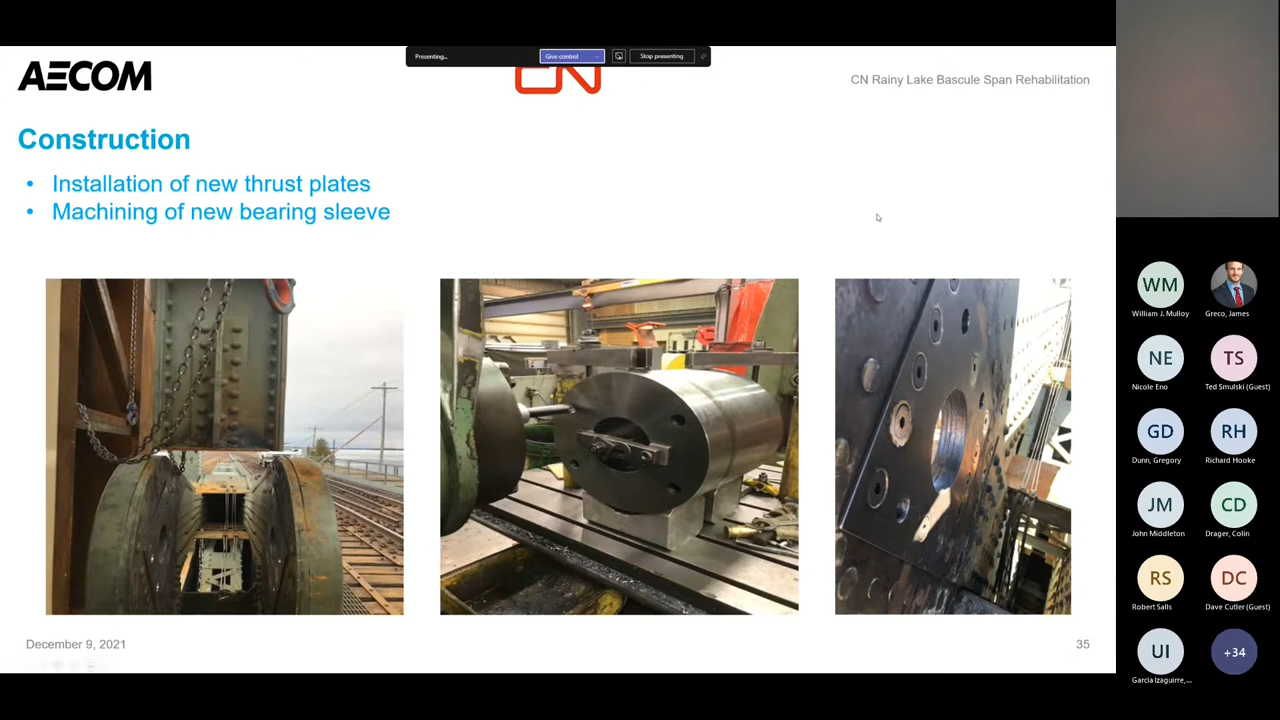 Presenting...
Give control
Stop presenting
AECOM
CN
CN Rainy Lake Bascule Span Rehabilitation
Construction
• Installation of new thrust plates
• Machining of new bearing sleeve
December 9, 2021
35
WM
William J. Mulloy
Greco, James
NE
Nicole Eno
TS
Ted Smulski (Guest)
GD
Dunn, Gregory
RH
Richard Hooke
JM
John Middleton
CD
Drager, Colin
RS
Robert Salls
DC
Dave Cutler (Guest)
UI
Garcia Izaguirre,...
+34